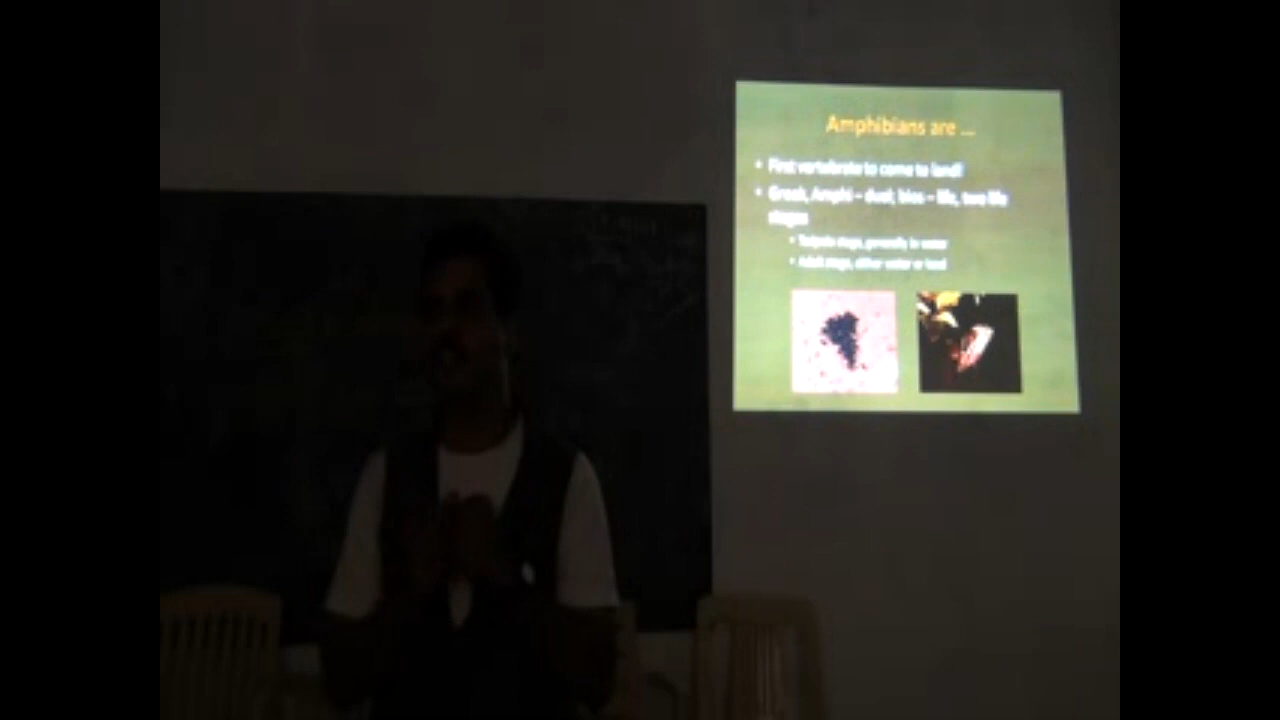 Amphibians are ...
• First vertebrate to come to land!
• Greek, Amphi – dual; bios – life, two life
stages
• Tadpole stage, generally in water
• Adult stage, either water or land